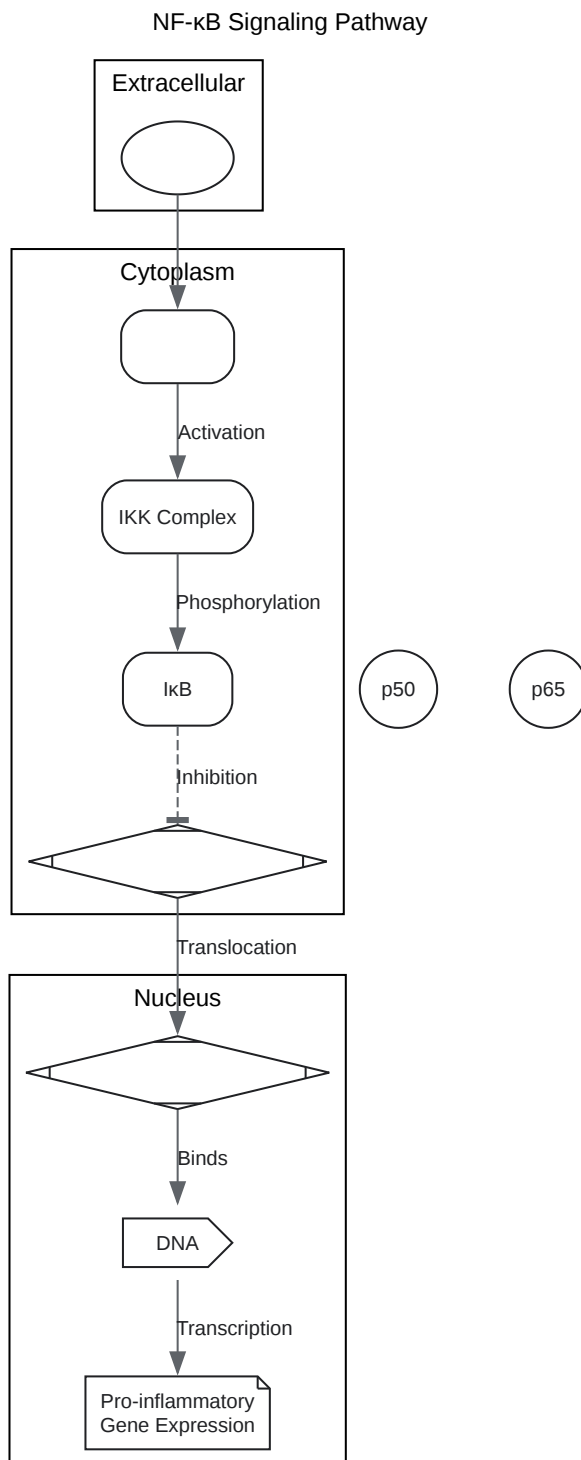 NF-κB Signaling Pathway
Extracellular
Cytoplasm
Activation
IKK Complex
Phosphorylation
IκB
p50
p65
Inhibition
Translocation
Nucleus
Binds
DNA
Transcription
Pro-inflammatory
Gene Expression